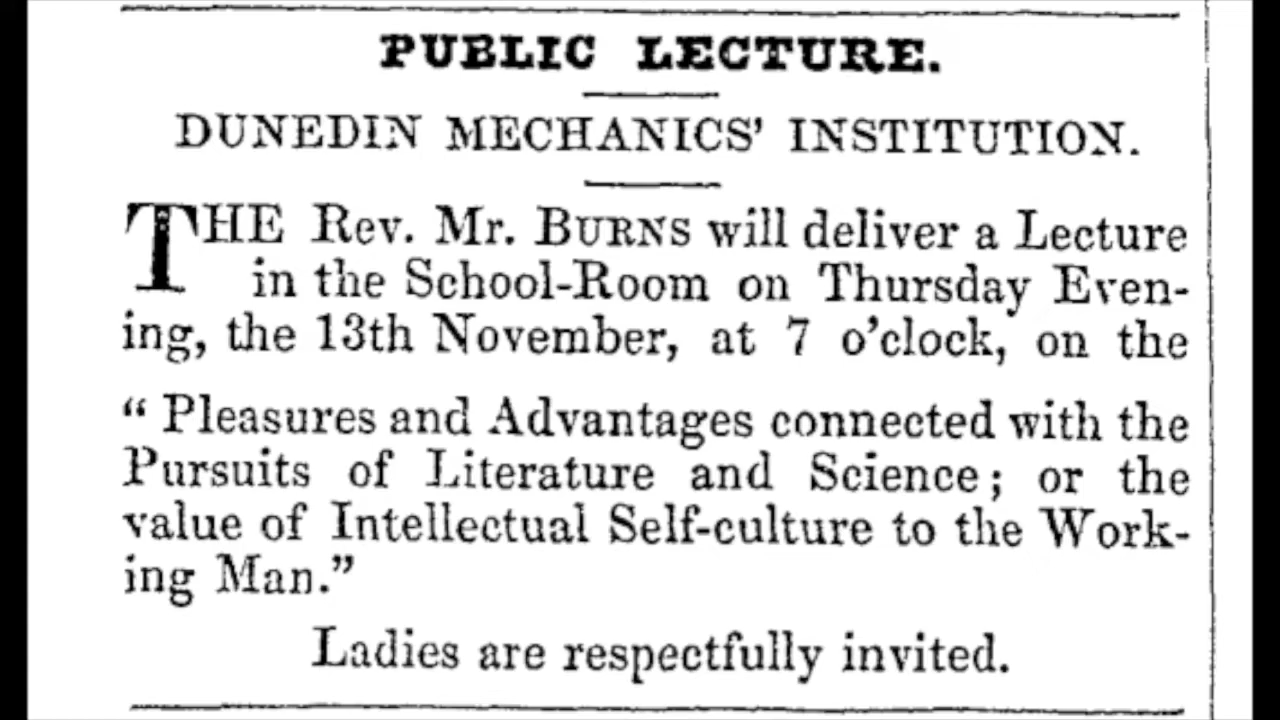 PUBLIC LECTURE.
DUNEDIN MECHANICS' INSTITUTION.
THE Rev. Mr. BURNS will deliver a Lecture
in the School-Room on Thursday Even-
ing, the 13th November, at 7 o'clock, on the
“ Pleasures and Advantages connected with the
Pursuits of Literature and Science; or the
value of Intellectual Self-culture to the Work-
ing Man.”
Ladies are respectfully invited.